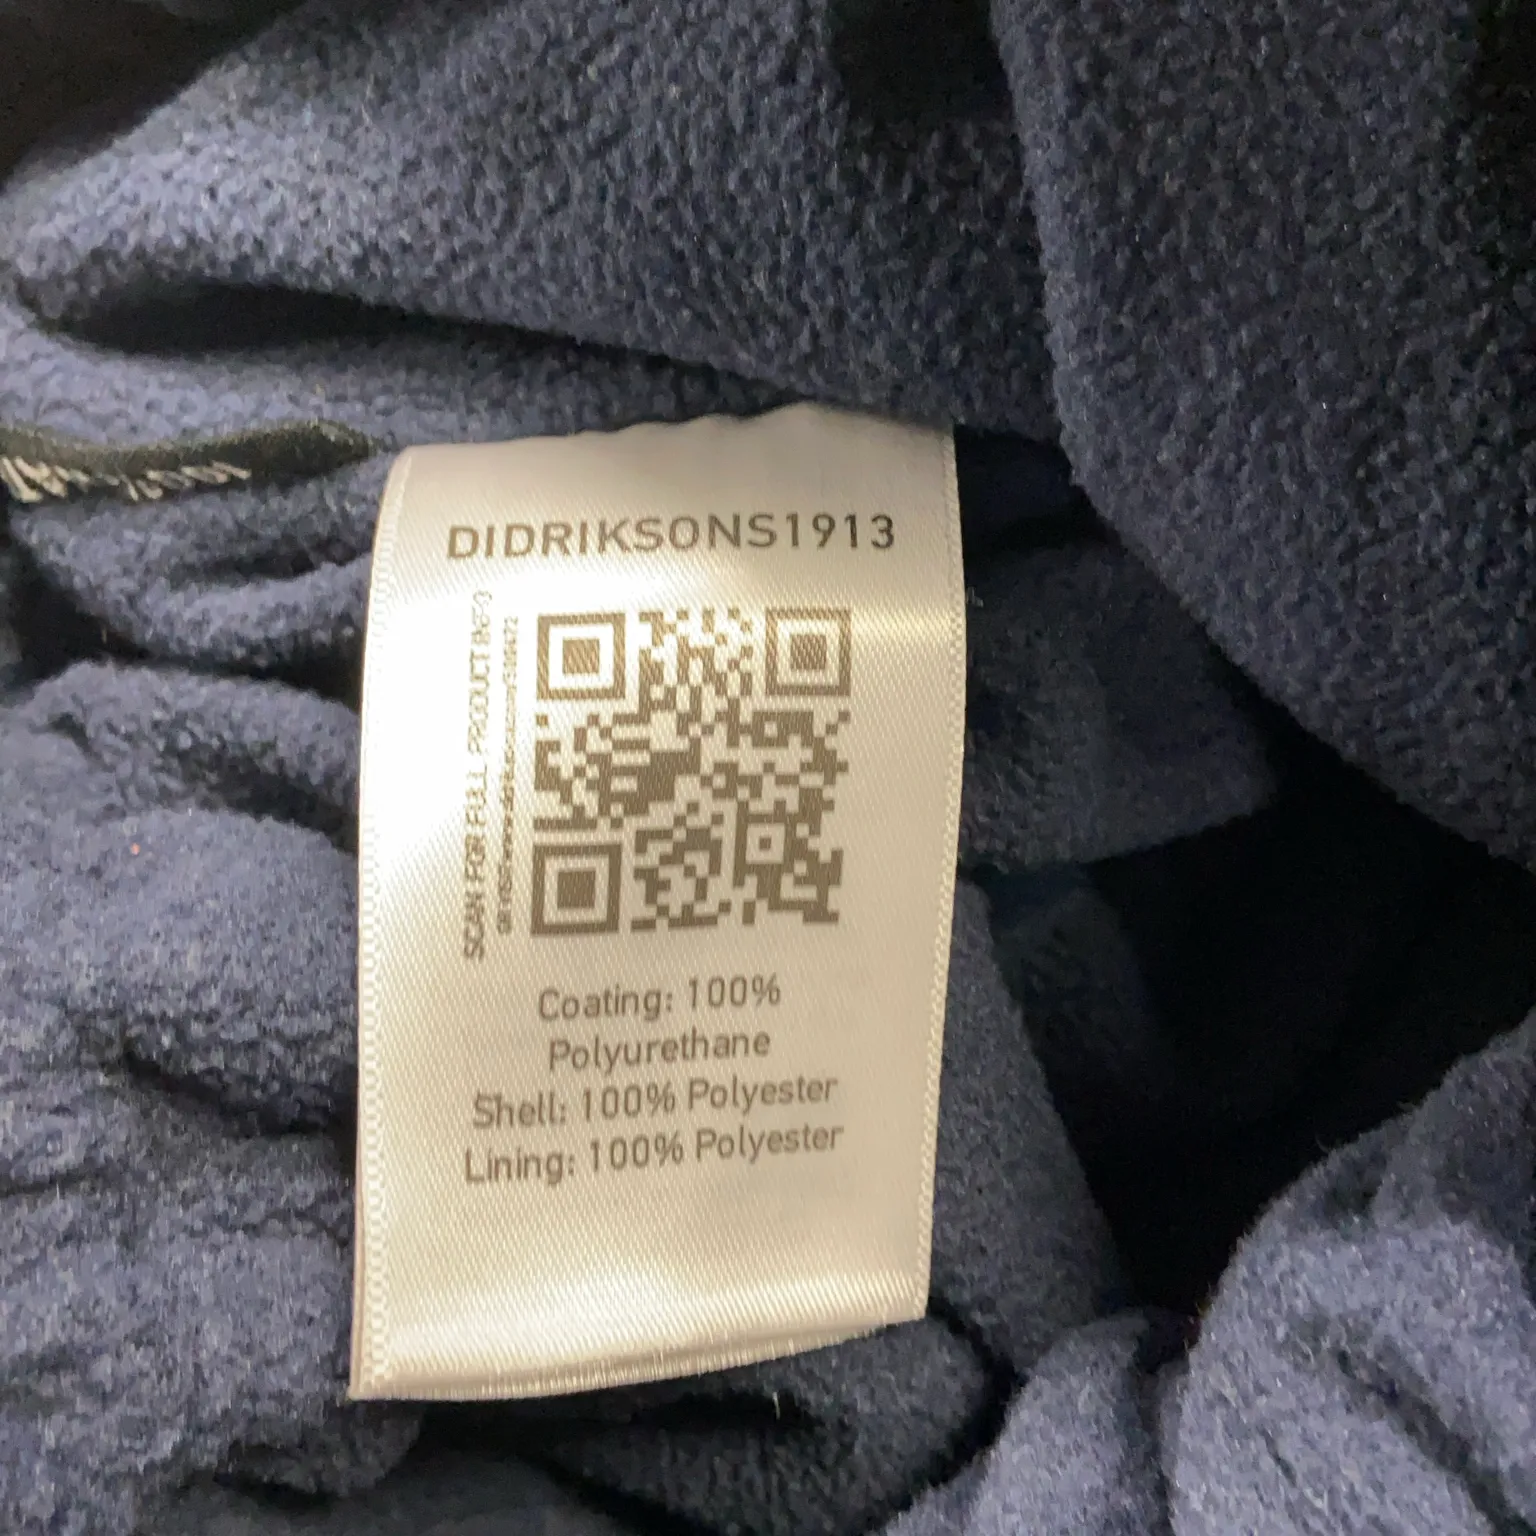 DIDRIKSONS1913
SCAN FOR FULL PRODUCT INFO
Coating: 100%
Polyurethane
Shell: 100% Polyester
Lining: 100% Polyester